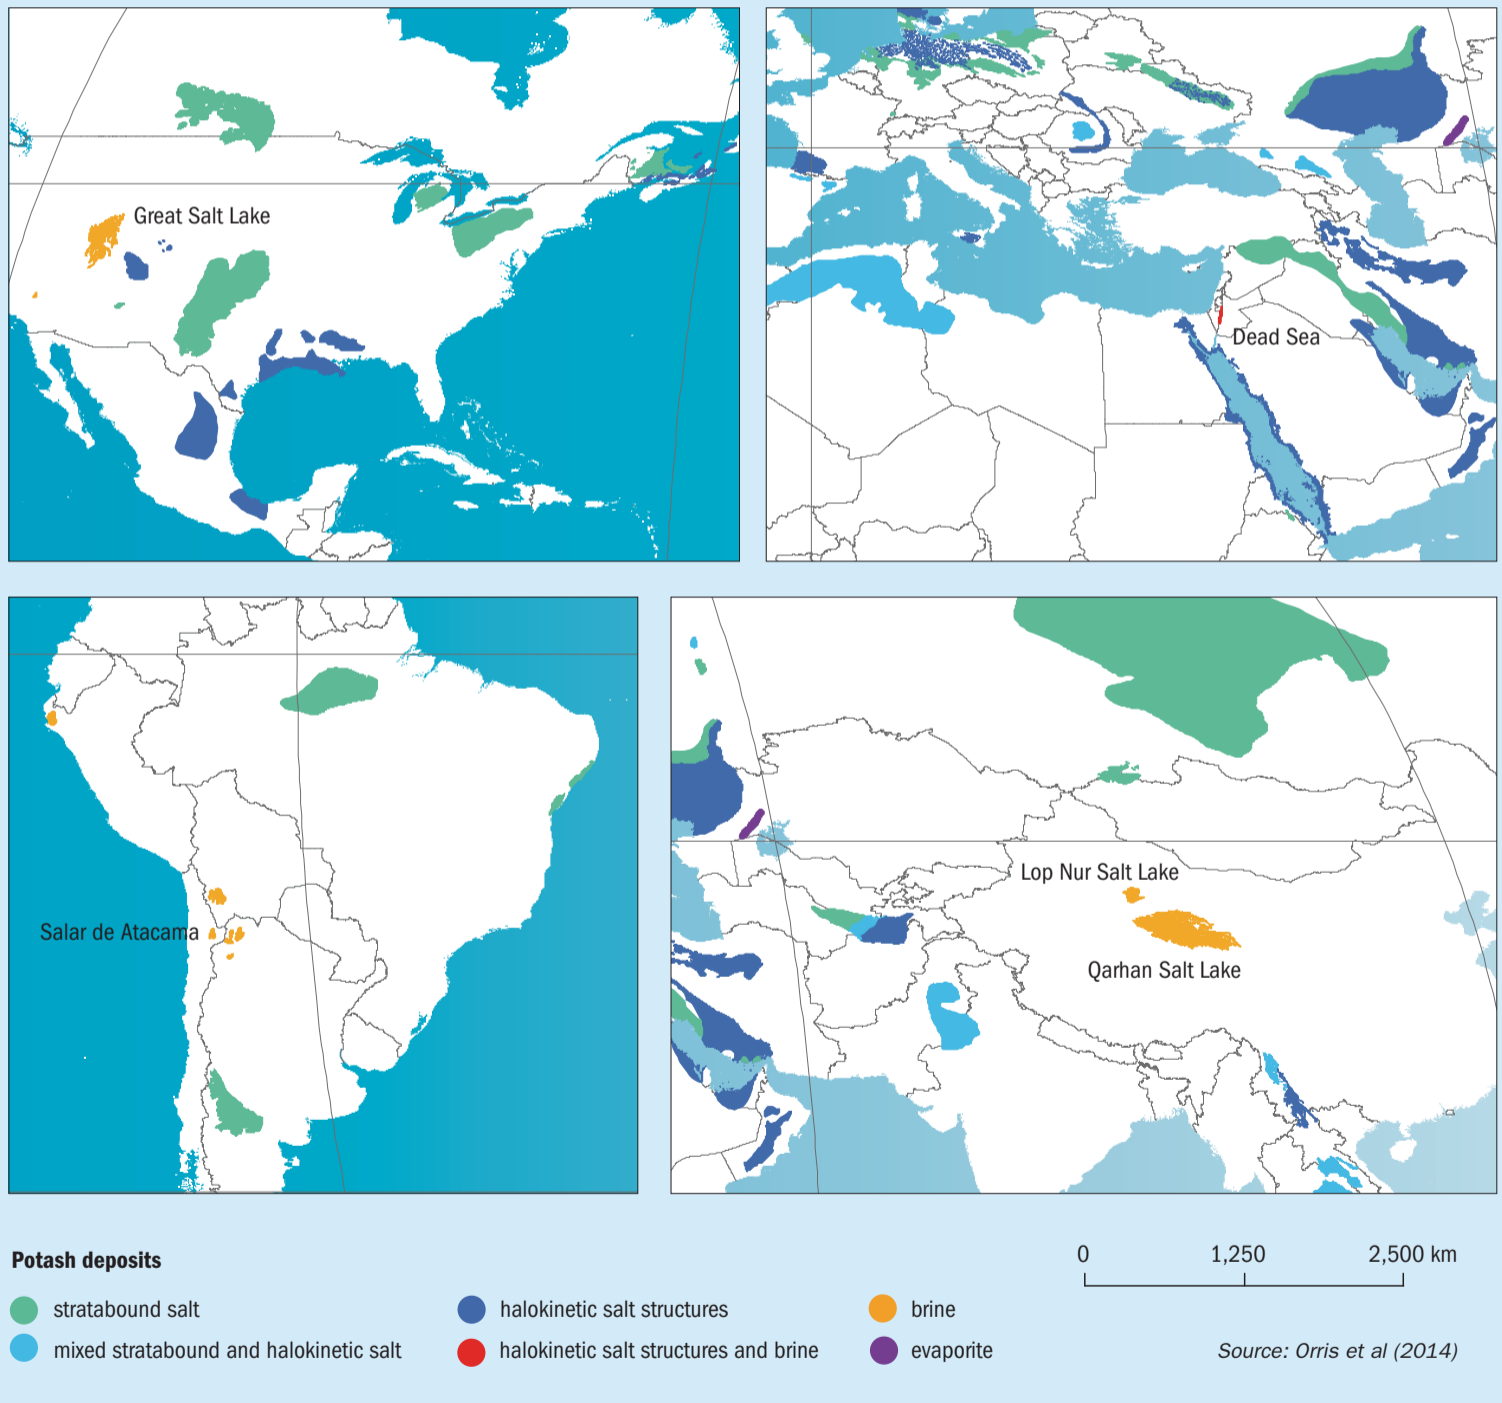 Great Salt Lake
Dead Sea
Salar de Atacama
Lop Nur Salt Lake
Qarhan Salt Lake
Potash deposits
0 1,250 2,500 km
stratabound salt
halokinetic salt structures
brine
mixed stratabound and halokinetic salt
halokinetic salt structures and brine
evaporite
Source: Orris et al (2014)